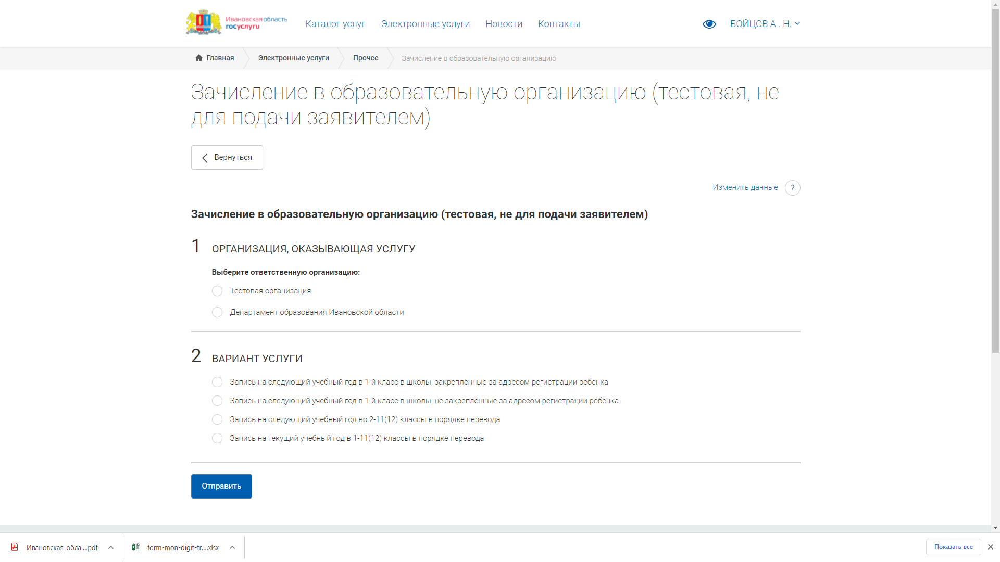 Ивановская область
госуслуги
Каталог услуг
Электронные услуги
Новости
Контакты
БОЙЦОВ А . Н.
Главная
Электронные услуги
Прочее
Зачисление в образовательную организацию
Зачисление в образовательную организацию (тестовая, не
для подачи заявителем)
Вернуться
Изменить данные
?
Зачисление в образовательную организацию (тестовая, не для подачи заявителем)
1 ОРГАНИЗАЦИЯ, ОКАЗЫВАЮЩАЯ УСЛУГУ
Выберите ответственную организацию:
Тестовая организация
Департамент образования Ивановской области
2 ВАРИАНТ УСЛУГИ
Запись на следующий учебный год в 1-й класс в школы, закреплённые за адресом регистрации ребёнка
Запись на следующий учебный год в 1-й класс в школы, не закреплённые за адресом регистрации ребёнка
Запись на следующий учебный год во 2-11(12) классы в порядке перевода
Запись на текущий учебный год в 1-11(12) классы в порядке перевода
Отправить
Ивановская_обла....pdf
form-mon-digit-tr....xlsx
Показать все